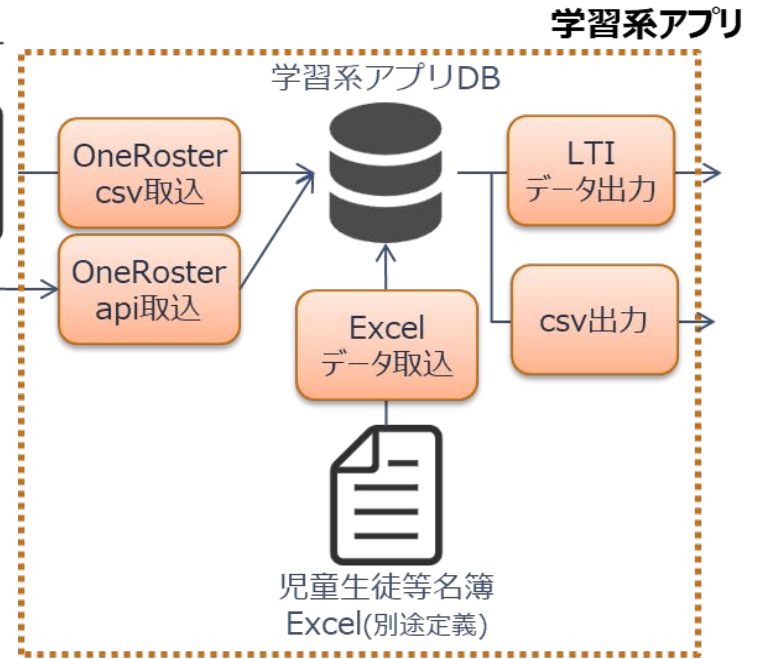 学習系アプリ
学習系アプリDB
OneRoster
csv取込
LTI
データ出力
OneRoster
api取込
Excel
データ取込
csv出力
児童生徒等名簿
Excel(別途定義)